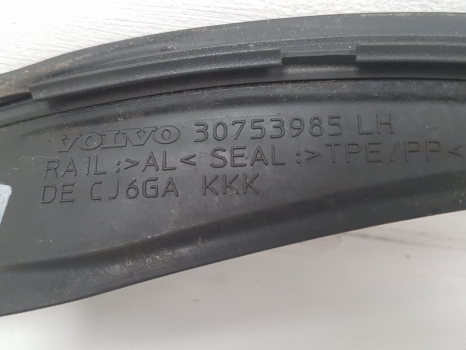 VOLVO 30753985 LH
RAIL:>AL< SEAL:>TPE/PP<
DE CJ6GA KKK